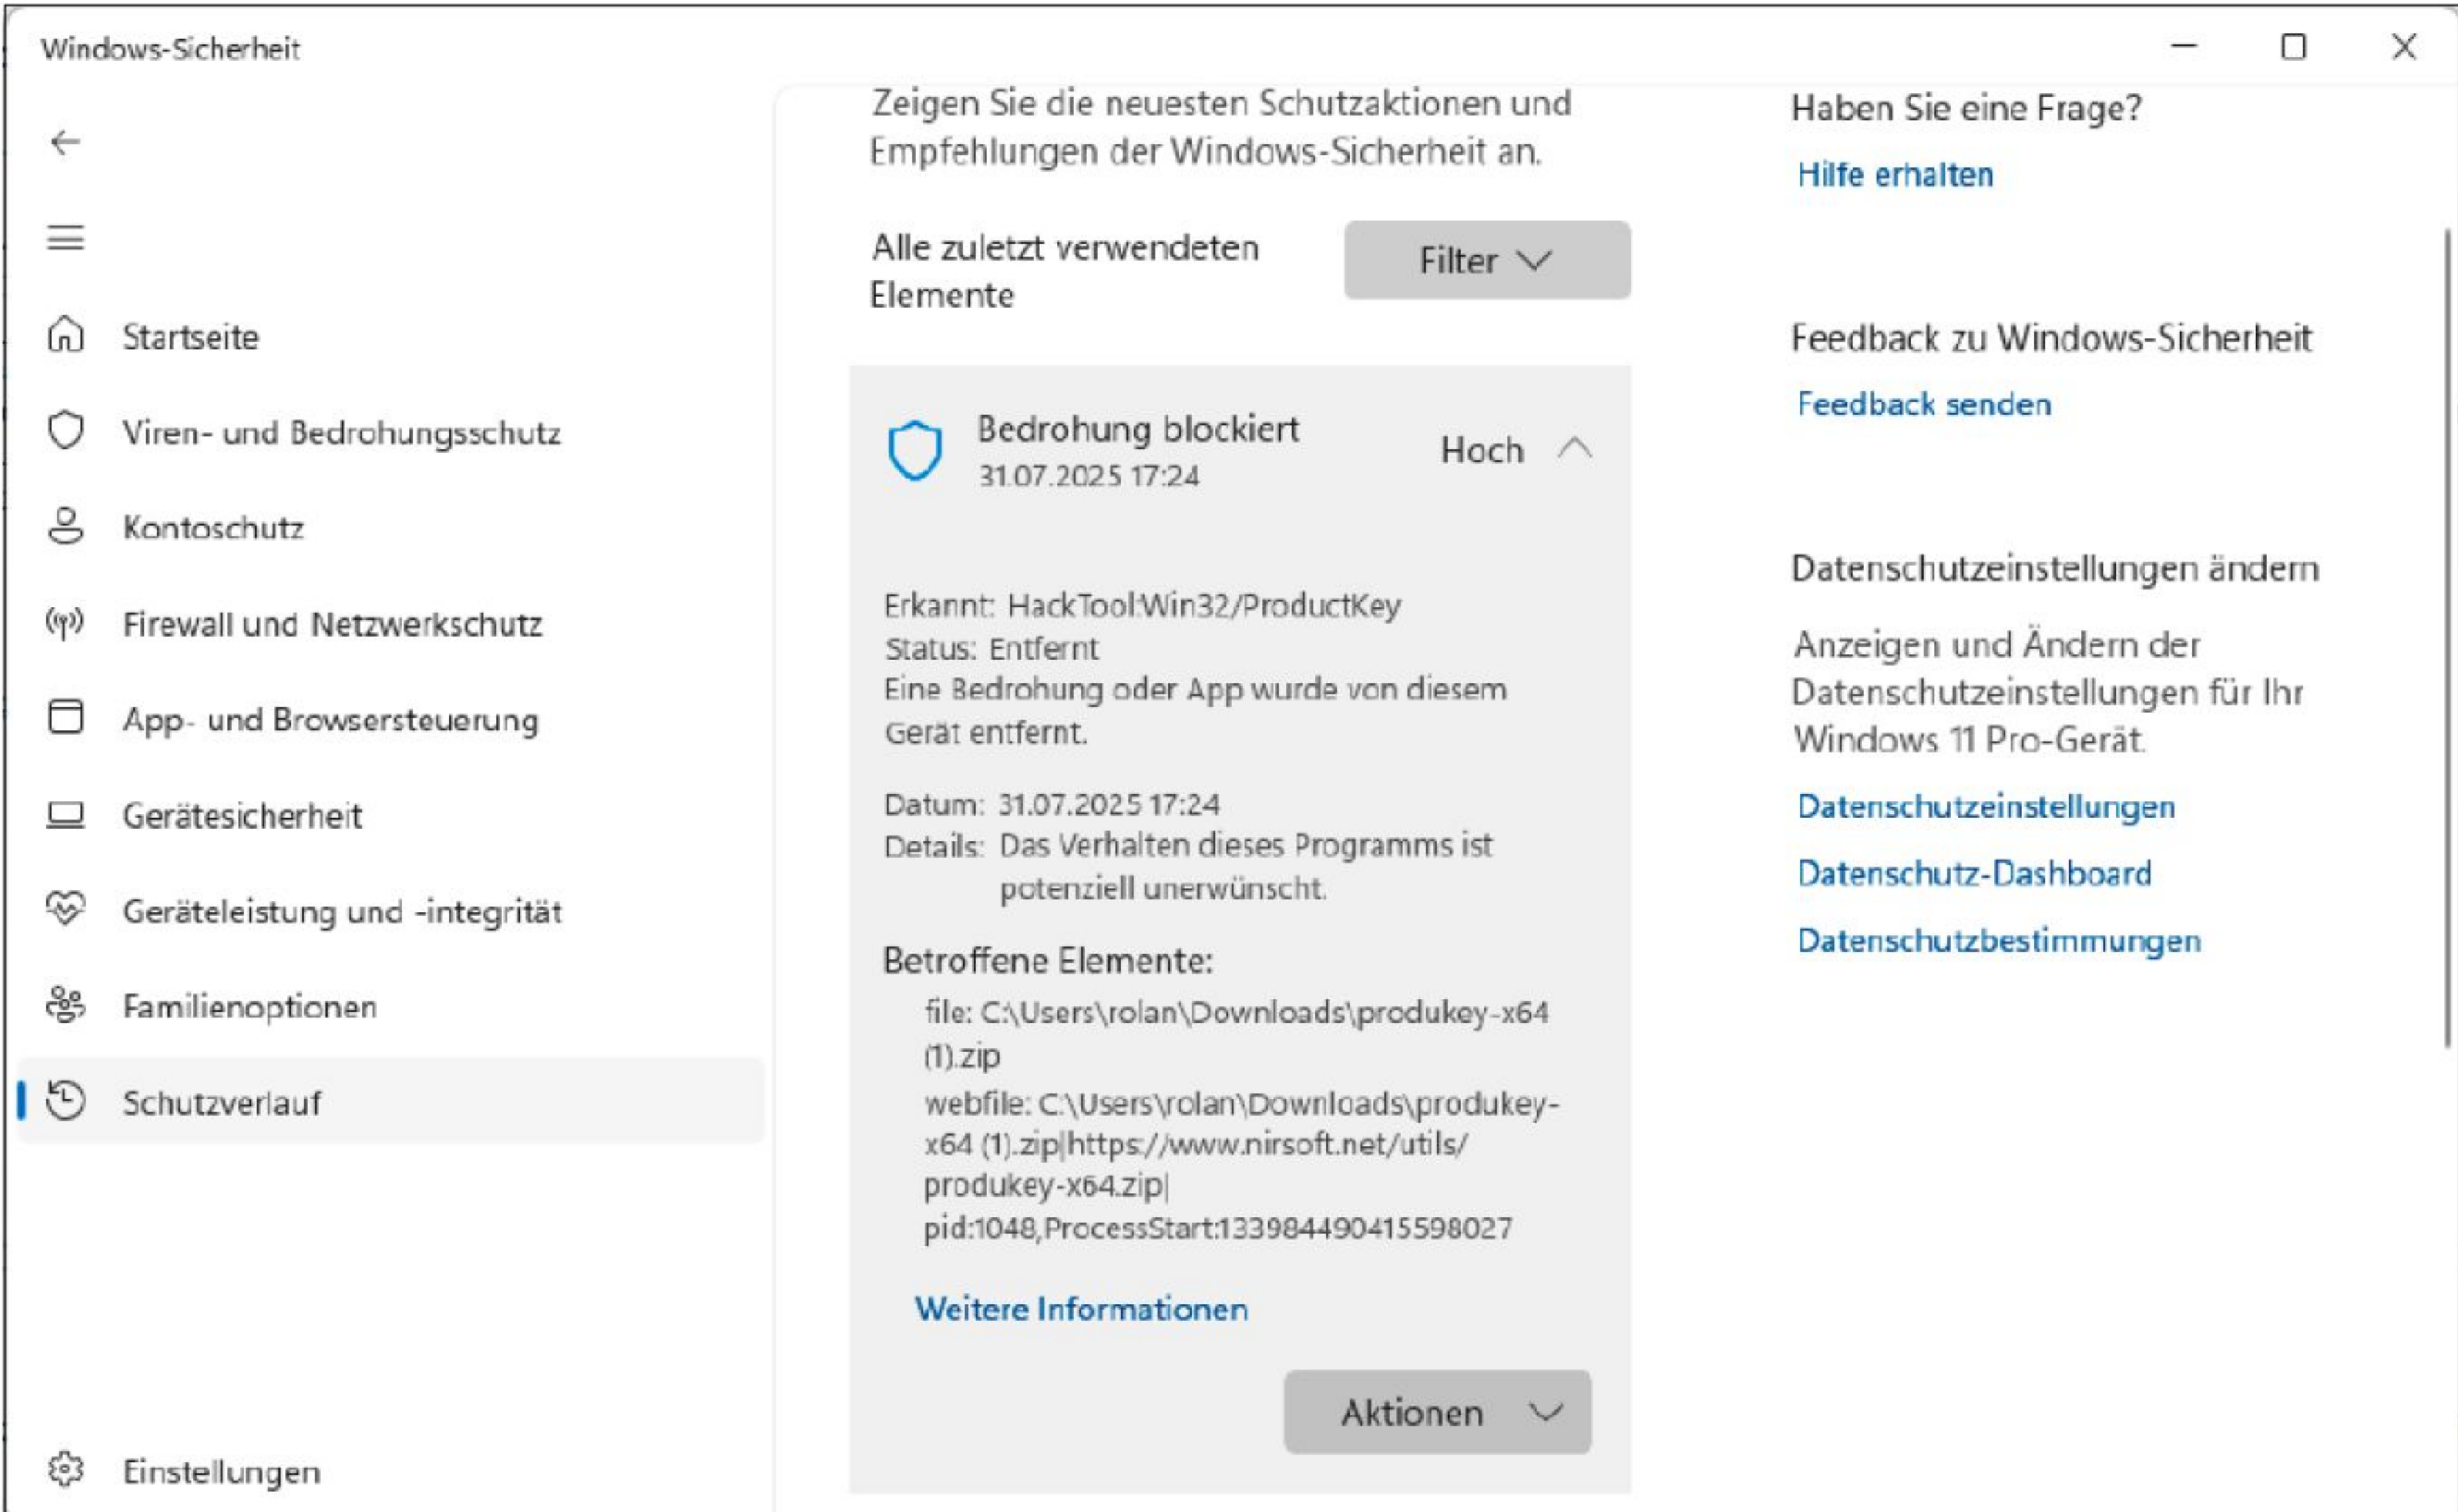 Windows-Sicherheit
Startseite
Viren- und Bedrohungsschutz
Kontoschutz
Firewall und Netzwerkschutz
App- und Browsersteuerung
Gerätesicherheit
Geräteleistung und -integrität
Familienoptionen
Schutzverlauf
Einstellungen
Zeigen Sie die neuesten Schutzaktionen und
Empfehlungen der Windows-Sicherheit an.
Alle zuletzt verwendeten
Elemente
Filter
Bedrohung blockiert
31.07.2025 17:24
Hoch
Erkannt: HackTool:Win32/ProductKey
Status: Entfernt
Eine Bedrohung oder App wurde von diesem
Gerät entfernt.
Datum: 31.07.2025 17:24
Details: Das Verhalten dieses Programms ist
potenziell unerwünscht.
Betroffene Elemente:
file: C:\Users\rolan\Downloads\produkey-x64
(1).zip
webfile: C:\Users\rolan\Downloads\produkey-
x64 (1).zip|https://www.nirsoft.net/utils/
produkey-x64.zip|
pid:1048,ProcessStart:133984490415598027
Weitere Informationen
Aktionen
Haben Sie eine Frage?
Hilfe erhalten
Feedback zu Windows-Sicherheit
Feedback senden
Datenschutzeinstellungen ändern
Anzeigen und Ändern der
Datenschutzeinstellungen für Ihr
Windows 11 Pro-Gerät.
Datenschutzeinstellungen
Datenschutz-Dashboard
Datenschutzbestimmungen